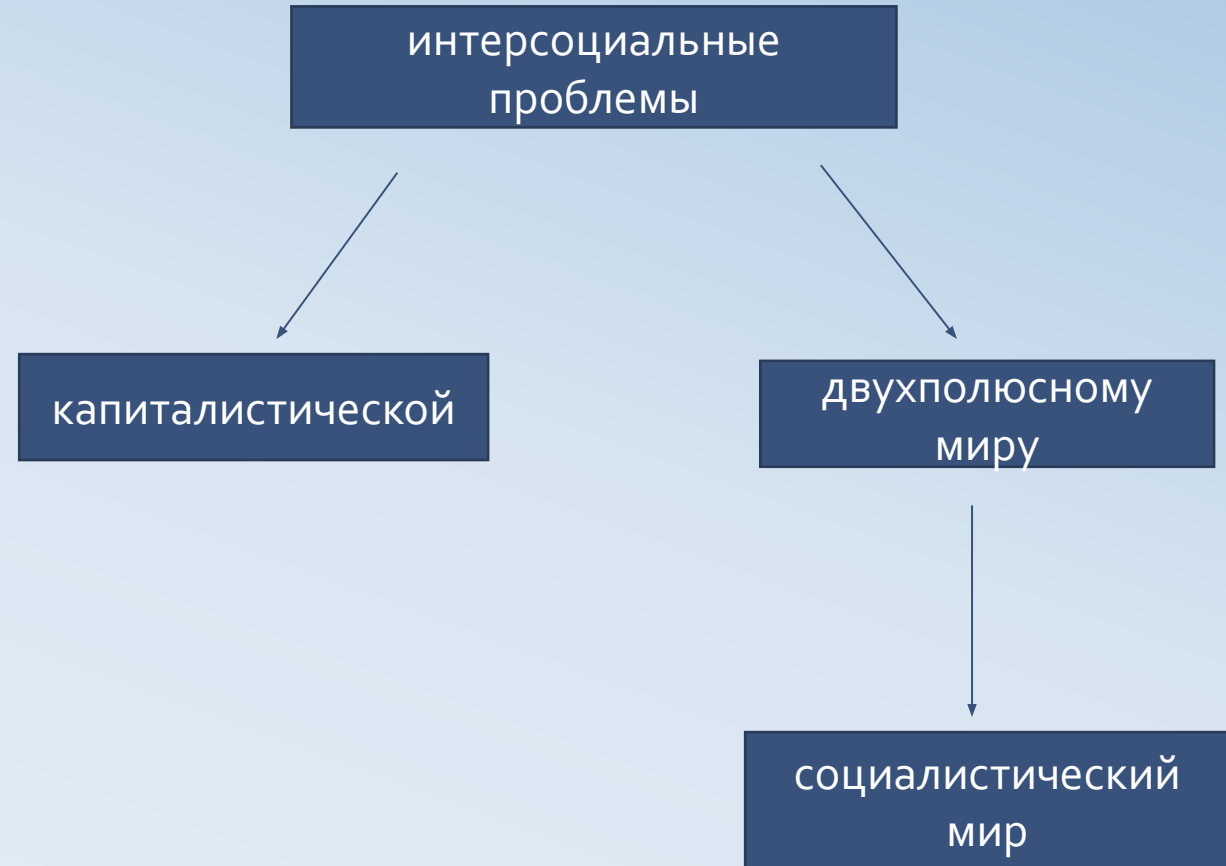 интерсоциальные
проблемы
капиталистической
двухполюсному
миру
социалистический
мир